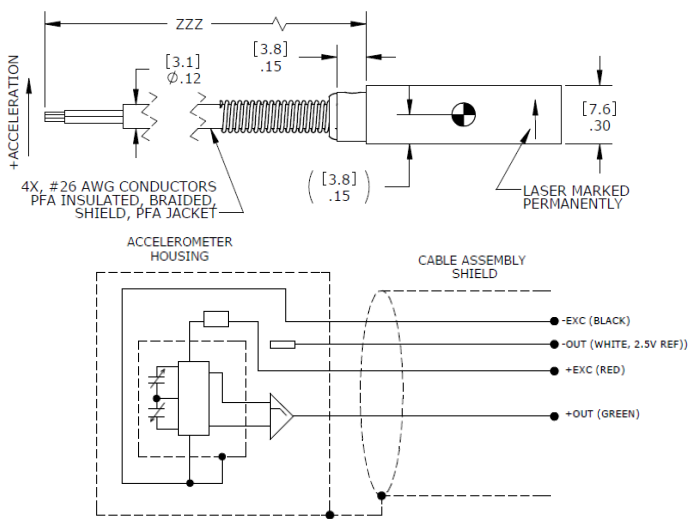 ZZZ
[3.8]
.15
[3.1]
Ø.12
+ACCELERATION
[7.6]
.30
([3.8]
.15)
4X, #26 AWG CONDUCTORS
PFA INSULATED, BRAIDED,
SHIELD, PFA JACKET
LASER MARKED
PERMANENTLY
ACCELEROMETER
HOUSING
CABLE ASSEMBLY
SHIELD
-EXC (BLACK)
-OUT (WHITE, 2.5V REF))
+EXC (RED)
+OUT (GREEN)